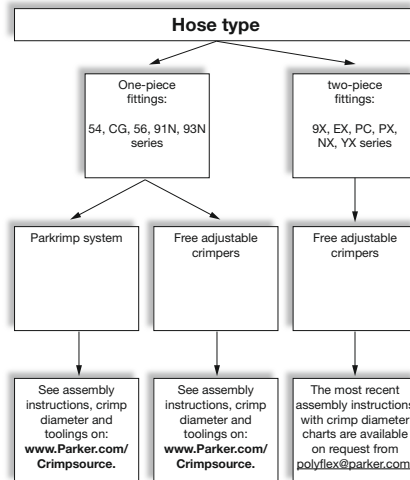 Hose type
One-piece
fittings:
54, CG, 56, 91N, 93N
series
two-piece
fittings:
9X, EX, PC, PX,
NX, YX series
Parkrimp system
Free adjustable
crimpers
Free adjustable
crimpers
See assembly
instructions, crimp
diameter and
toolings on:
www.Parker.com/
Crimpsource.
See assembly
instructions, crimp
diameter and
toolings on:
www.Parker.com/
Crimpsource.
The most recent
assembly instructions
with crimp diameter
charts are available
on request from
polyflex@parker.com